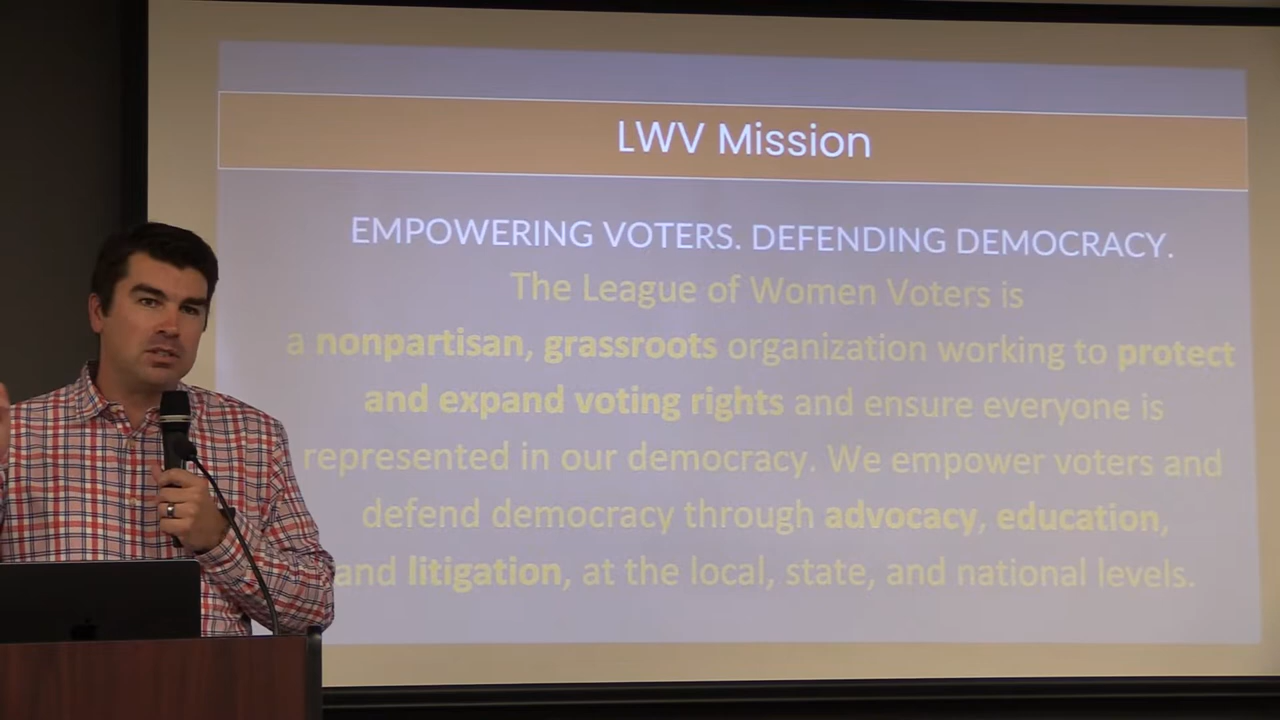 LWV Mission
EMPOWERING VOTERS. DEFENDING DEMOCRACY.
The League of Women Voters is
a nonpartisan, grassroots organization working to protect
and expand voting rights and ensure everyone is
represented in our democracy. We empower voters and
defend democracy through advocacy, education,
and litigation, at the local, state, and national levels.